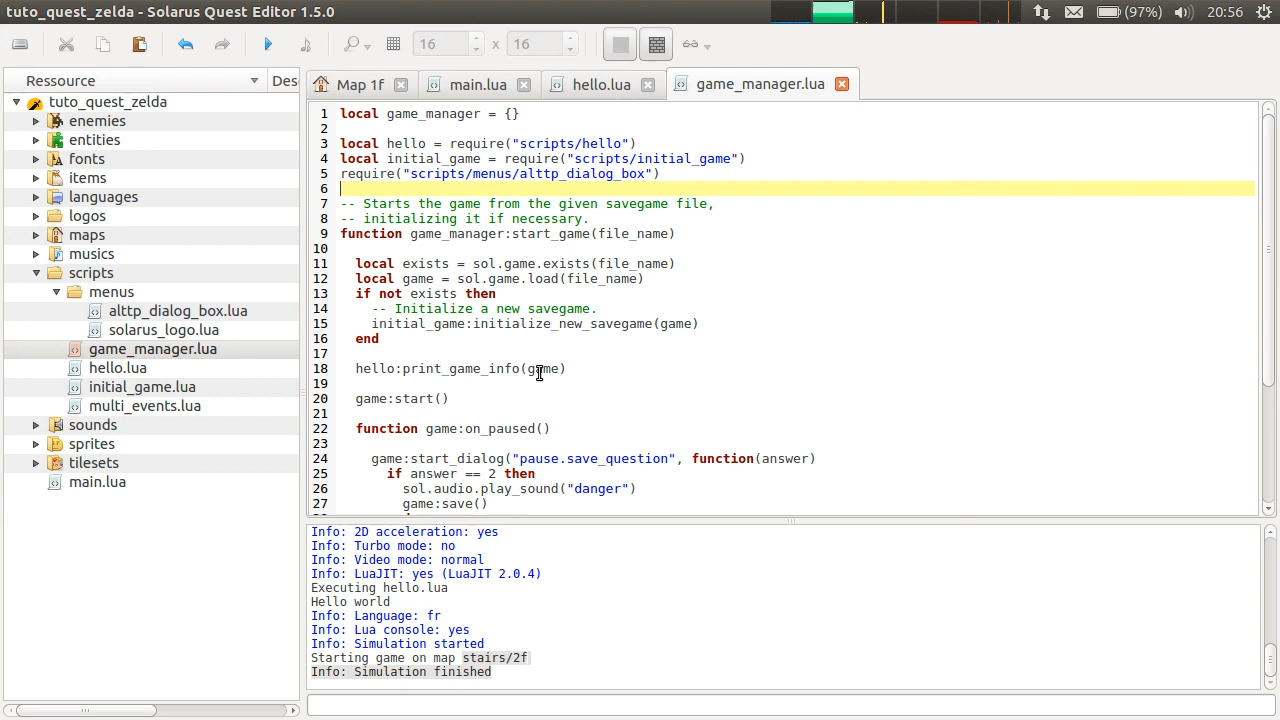 tuto_quest_zelda - Solarus Quest Editor 1.5.0
(97%) 20:56
16 x 16
Ressource Des
tuto_quest_zelda
enemies
entities
fonts
items
languages
logos
maps
musics
scripts
menus
alttp_dialog_box.lua
solarus_logo.lua
game_manager.lua
hello.lua
initial_game.lua
multi_events.lua
sounds
sprites
tilesets
main.lua
Map 1f main.lua hello.lua game_manager.lua
1 local game_manager = {}
2
3 local hello = require("scripts/hello")
4 local initial_game = require("scripts/initial_game")
5 require("scripts/menus/alttp_dialog_box")
6
7 -- Starts the game from the given savegame file,
8 -- initializing it if necessary.
9 function game_manager:start_game(file_name)
10
11 local exists = sol.game.exists(file_name)
12 local game = sol.game.load(file_name)
13 if not exists then
14 -- Initialize a new savegame.
15 initial_game:initialize_new_savegame(game)
16 end
17
18 hello:print_game_info(game)
19
20 game:start()
21
22 function game:on_paused()
23
24 game:start_dialog("pause.save_question", function(answer)
25 if answer == 2 then
26 sol.audio.play_sound("danger")
27 game:save()
Info: 2D acceleration: yes
Info: Turbo mode: no
Info: Video mode: normal
Info: LuaJIT: yes (LuaJIT 2.0.4)
Executing hello.lua
Hello world
Info: Language: fr
Info: Lua console: yes
Info: Simulation started
Starting game on map stairs/2f
Info: Simulation finished